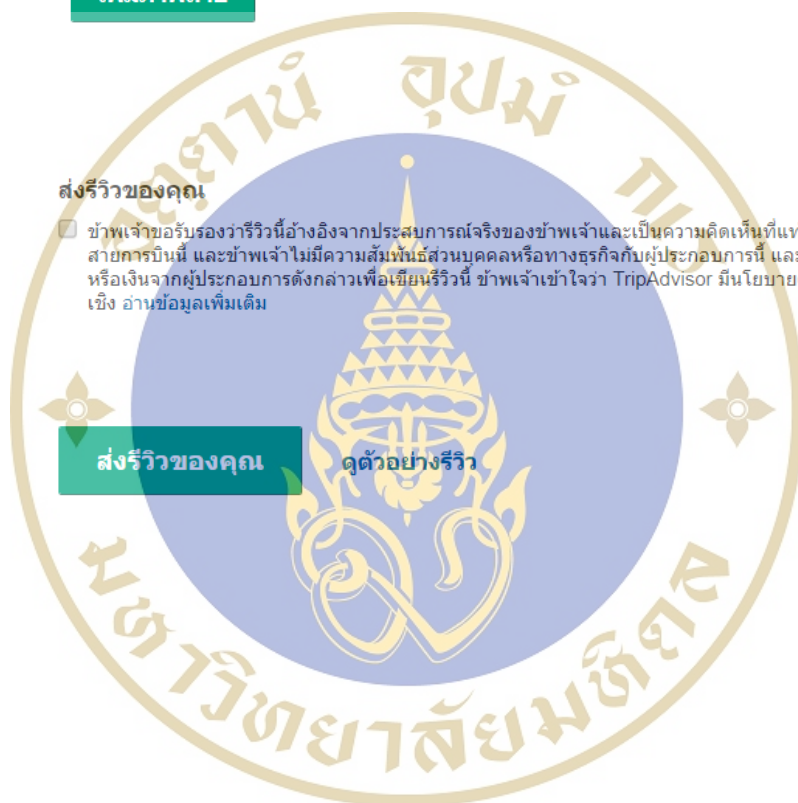 อตฺตานํ อุปมํ กเร
ส่งรีวิวของคุณ
ข้าพเจ้าขอรับรองว่ารีวิวนี้อ้างอิงจากประสบการณ์จริงของข้าพเจ้าและเป็นความคิดเห็นที่แท
สายการบินนี้ และข้าพเจ้าไม่มีความสัมพันธ์ส่วนบุคคลหรือทางธุรกิจกับผู้ประกอบการนี้ และ
หรือเงินจากผู้ประกอบการดังกล่าวเพื่อเขียนรีวิวนี้ ข้าพเจ้าเข้าใจว่า TripAdvisor มีนโยบาย
เชิง อ่านข้อมูลเพิ่มเติม
ส่งรีวิวของคุณ ดูตัวอย่างรีวิว
มหาวิทยาลัยมหิดล